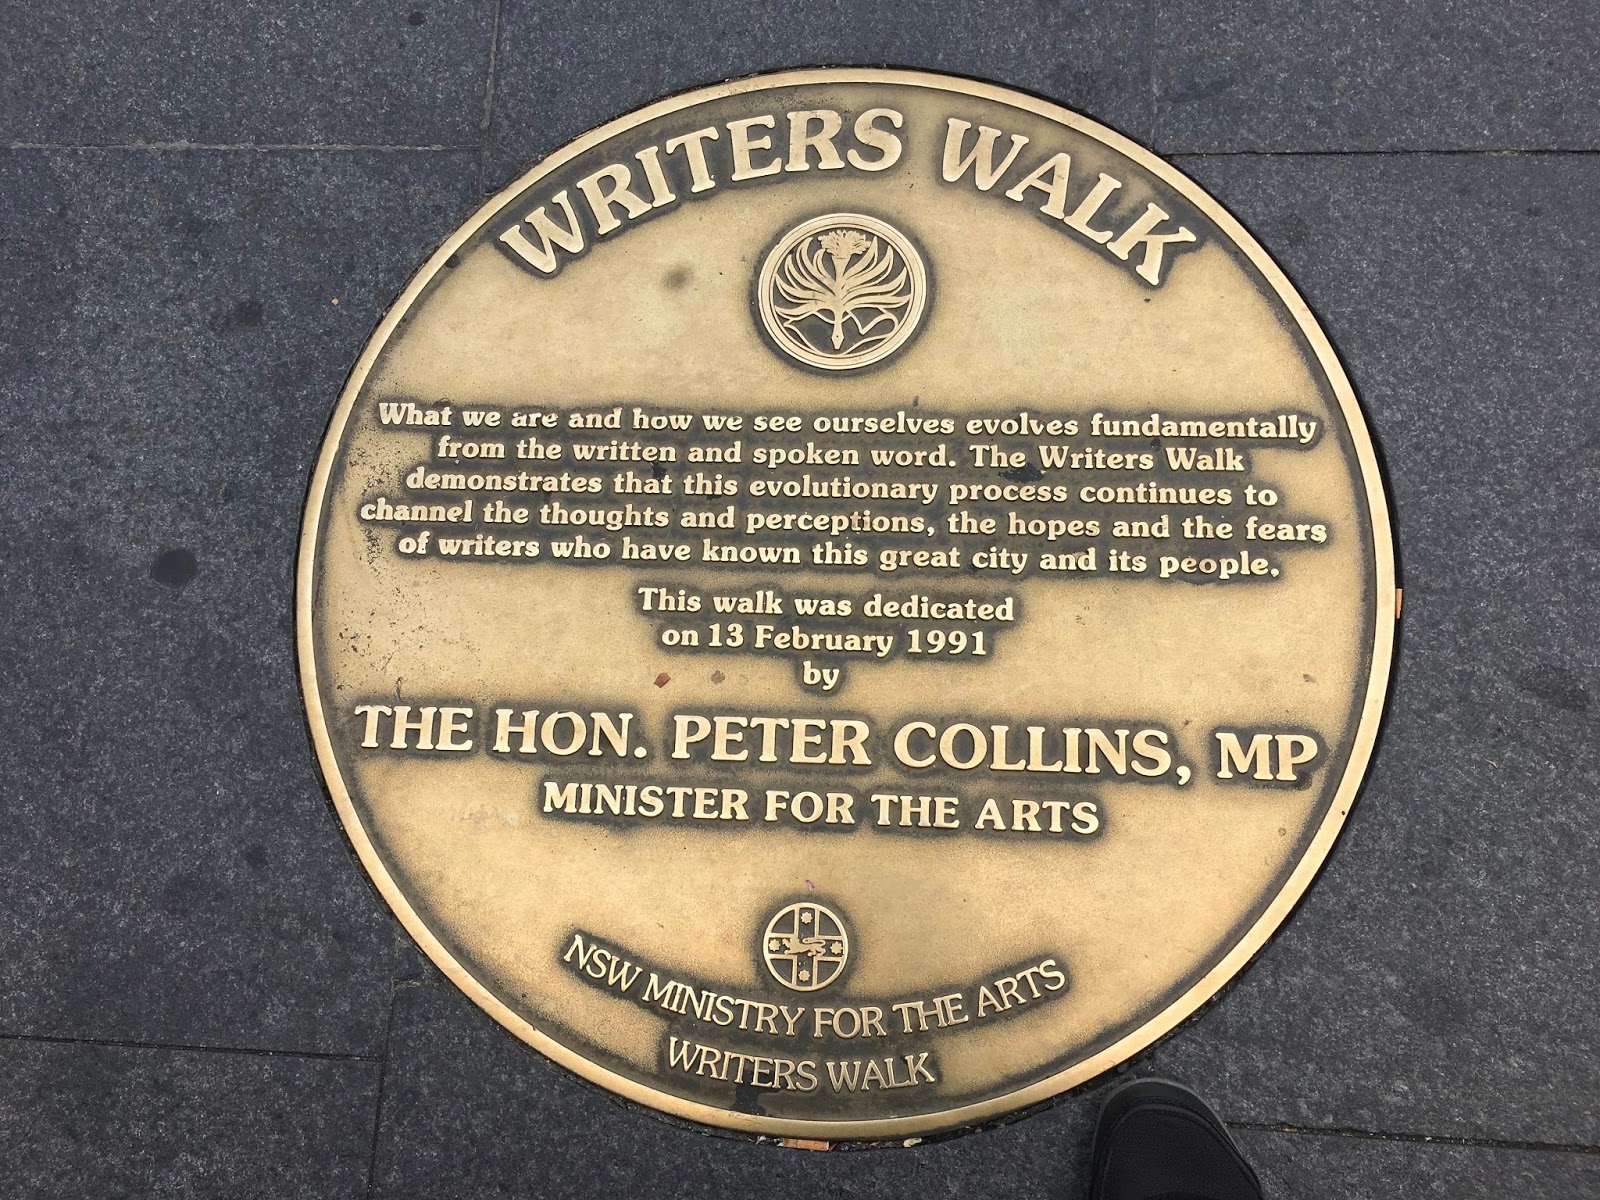 WRITERS WALK
What we are and how we see ourselves evolves fundamentally
from the written and spoken word. The Writers Walk
demonstrates that this evolutionary process continues to
channel the thoughts and perceptions, the hopes and the fears
of writers who have known this great city and its people.
This walk was dedicated
on 13 February 1991
by
THE HON. PETER COLLINS, MP
MINISTER FOR THE ARTS
NSW MINISTRY FOR THE ARTS
WRITERS WALK